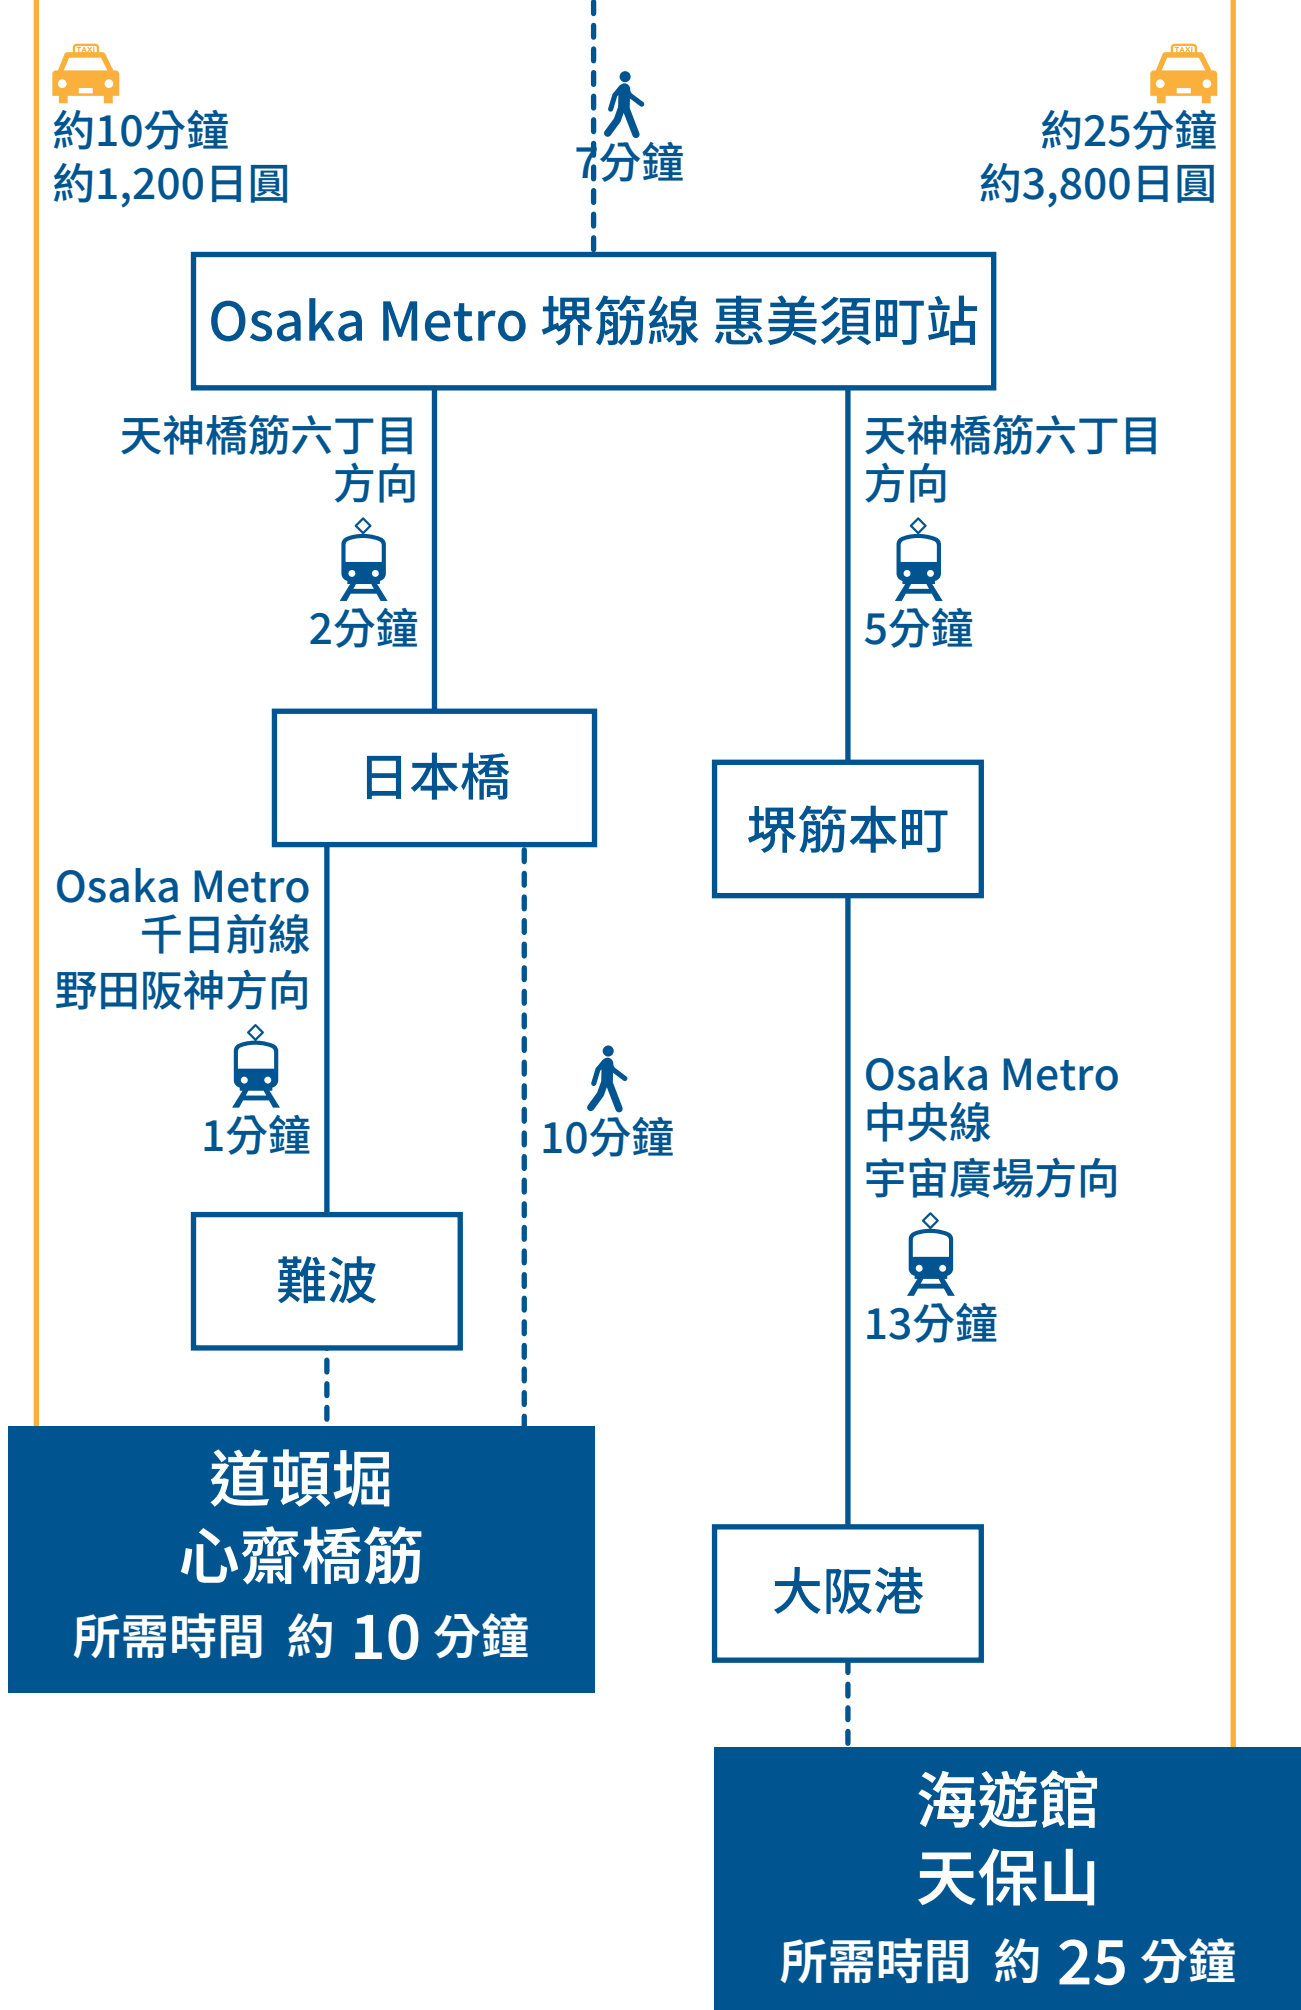 TAXI
約10分鐘
約1,200日圓
7分鐘
TAXI
約25分鐘
約3,800日圓
Osaka Metro 堺筋線 惠美須町站
天神橋筋六丁目
方向
2分鐘
天神橋筋六丁目
方向
5分鐘
日本橋
堺筋本町
Osaka Metro
千日前線
野田阪神方向
1分鐘
10分鐘
Osaka Metro
中央線
宇宙廣場方向
13分鐘
難波
道頓堀
心齋橋筋
所需時間 約 10 分鐘
大阪港
海遊館
天保山
所需時間 約 25 分鐘